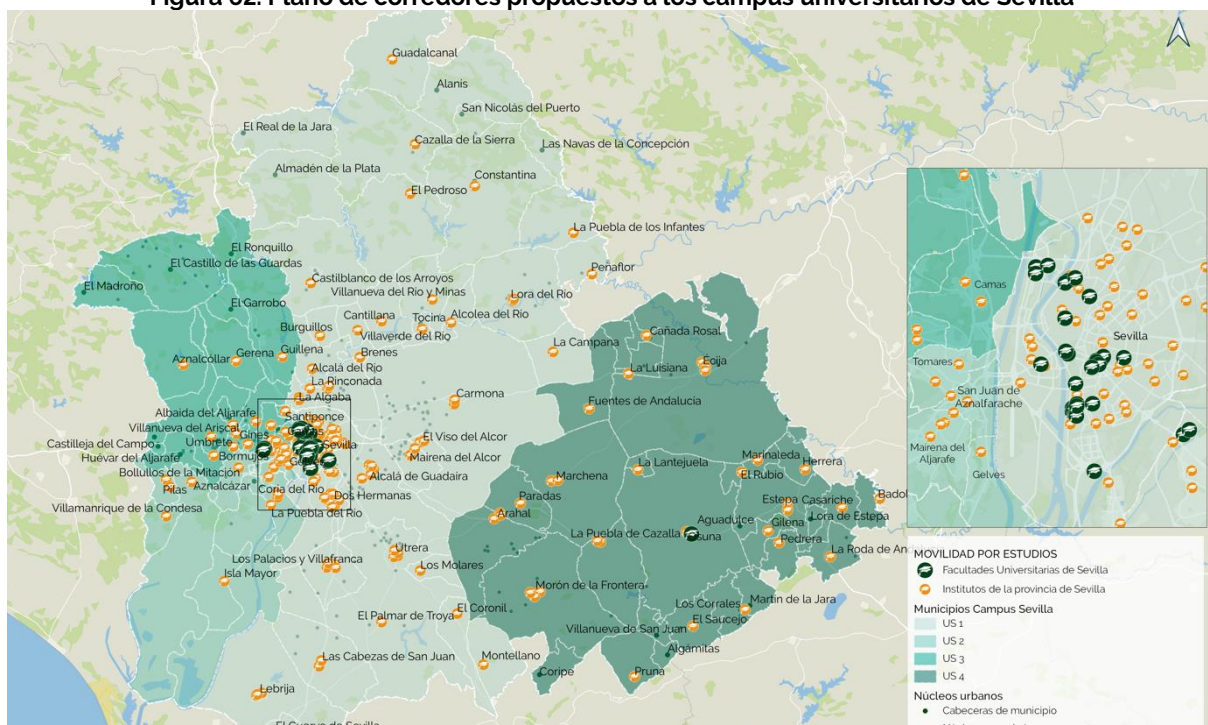 Figura 02. Plano de corredores propuestos a los campus universitarios de Sevilla
Guadalcanal
Alanís
San Nicolás del Puerto
El Real de la Jara
Cazalla de la Sierra
Las Navas de la Concepción
Almadén de la Plata
Constantina
El Pedroso
La Puebla de los Infantes
El Ronquillo
El Castillo de las Guardas
Peñaflor
El Madroño
Castilblanco de los Arroyos
Villanueva del Río y Minas
Lora del Río
El Garrobo
Cantillana
Tocina
Alcolea del Río
Burguillos
Villaverde del Río
Cañada Rosal
Aznalcóllar
Gerena
Guillena
Brenes
La Campana
Alcalá del Río
La Luisiana
Écija
La Rinconada
La Algaba
Carmona
Fuentes de Andalucía
Albaida del Aljarafe
Santiponce
Villanueva del Ariscal
Gines
Camas
Castilleja del Campo
Umbrete
Sevilla
El Viso del Alcor
Huévar del Aljarafe
Bormujos
Mairena del Alcor
Marinaleda
Bollullos de la Mitación
La Lantejuela
Herrera
Alcalá de Guadaira
Marchena
El Rubio
Pilas
Aznalcázar
Coria del Río
Dos Hermanas
Paradas
Estepa
Casariche
Badol
Villamanrique de la Condesa
La Puebla del Río
Arahal
Aguadulce
Gilena
Lora de Estepa
La Puebla de Cazalla
suna
Pedrera
La Roda de An
Utrera
Los Palacios y Villafranca
Isla Mayor
Los Molares
Morón de la Frontera
Los Corrales
Martín de la Jara
El Palmar de Troya
El Coronil
El Saucejo
Villanueva de San Juan
Algámitas
Las Cabezas de San Juan
Montellano
Coripe
Pruna
Lebrija
El Cuervo de Sevilla
Camas
Sevilla
Tomares
San Juan de
Aznalfarache
Mairena del
Aljarafe
Gelves
MOVILIDAD POR ESTUDIOS
Facultades Universitarias de Sevilla
Institutos de la provincia de Sevilla
Municipios Campus Sevilla
US 1
US 2
US 3
US 4
Núcleos urbanos
Cabeceras de municipio